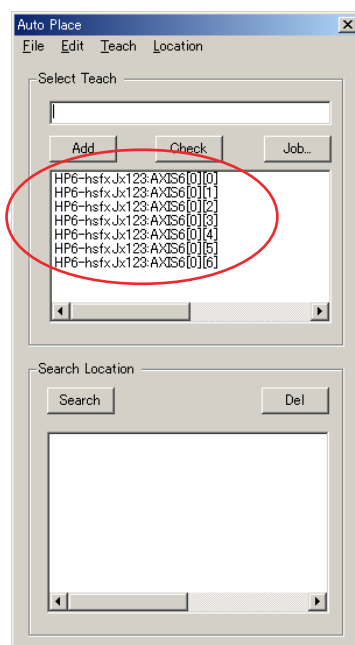 Auto Place
File Edit Teach Location
Select Teach
Add Check Job...
HP6-hsfxJx123:AXIS6[0][0]
HP6-hsfxJx123:AXIS6[0][1]
HP6-hsfxJx123:AXIS6[0][2]
HP6-hsfxJx123:AXIS6[0][3]
HP6-hsfxJx123:AXIS6[0][4]
HP6-hsfxJx123:AXIS6[0][5]
HP6-hsfxJx123:AXIS6[0][6]
Search Location
Search Del